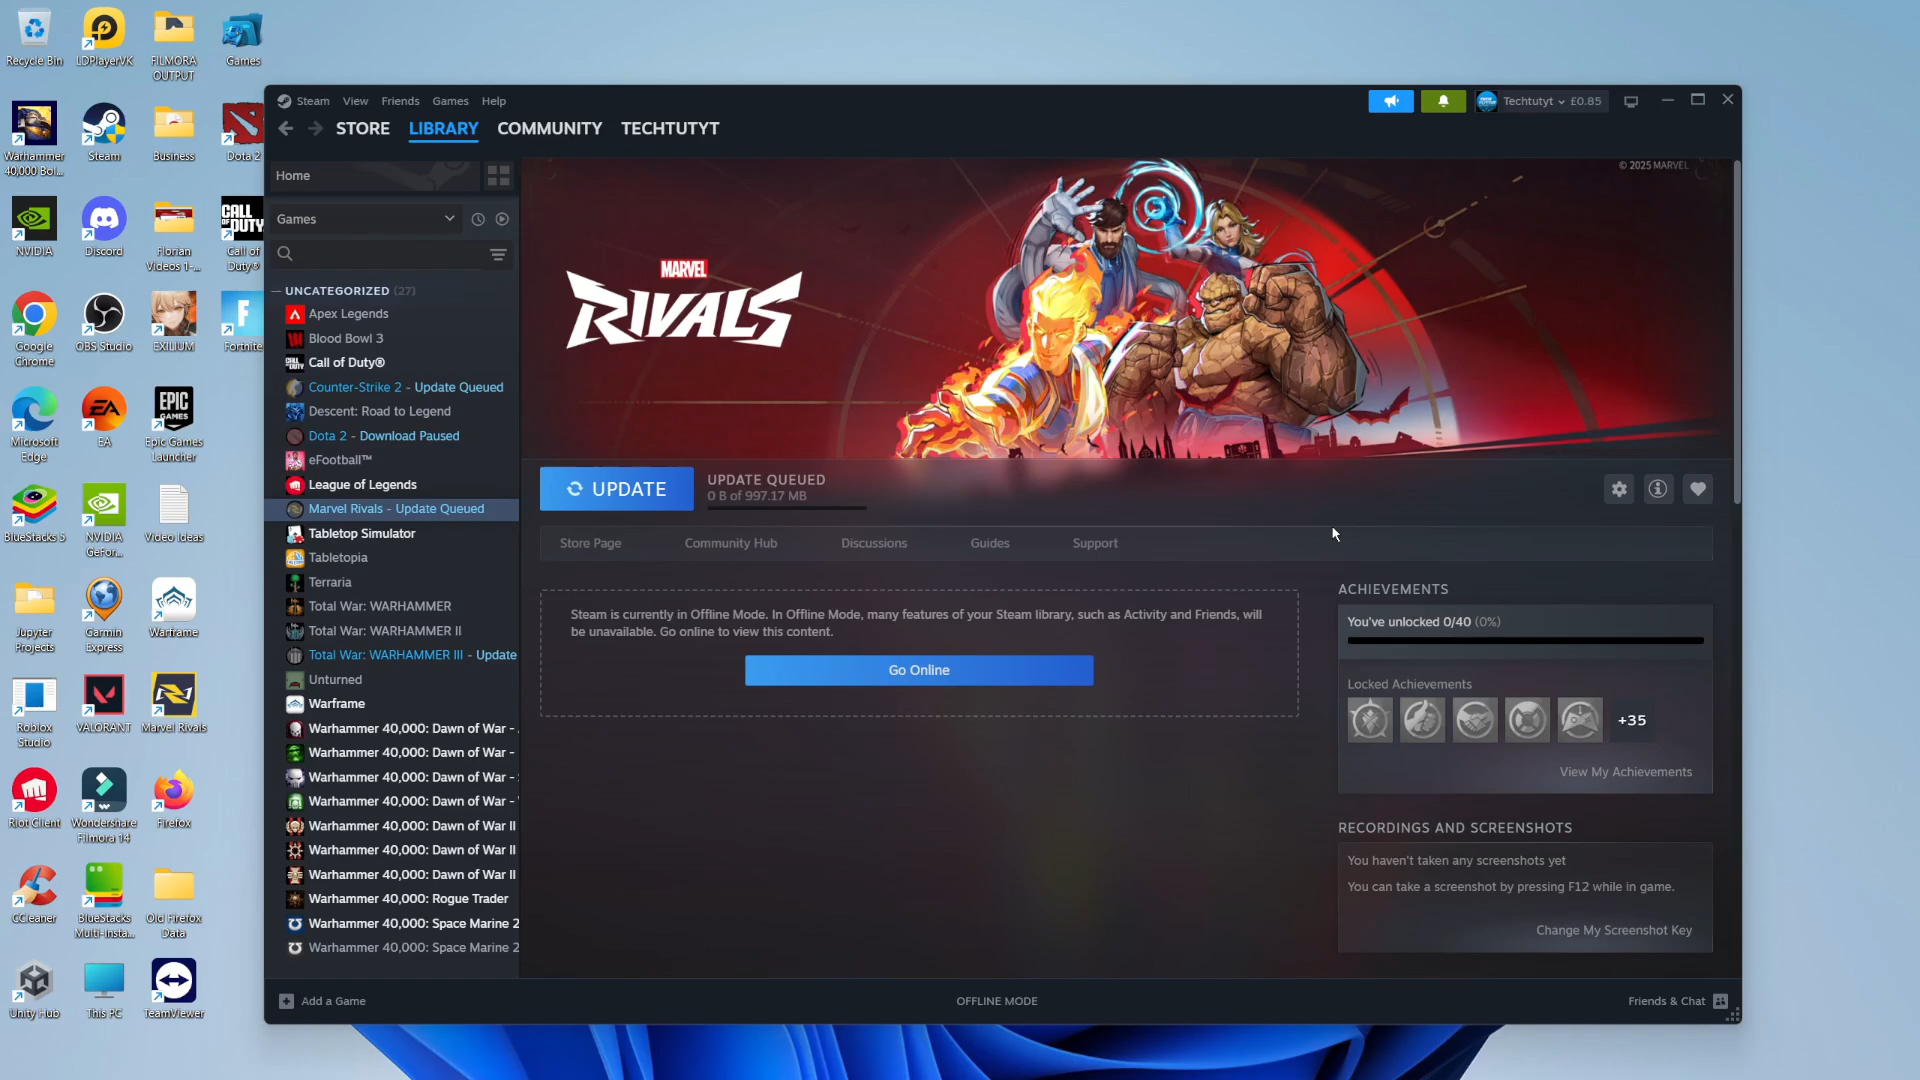 Recycle Bin
LDPlayerVK
FILMORA
OUTPUT
Games
Warhammer
40,000 Bol...
Steam
Business
Dota 2
NVIDIA
Discord
Florian
Videos 1-...
CALL OF DUTY
Call of
Duty®
Google
Chrome
OBS Studio
EXILIUM
Fortnite
Microsoft
Edge
EA
EA
EPIC
GAMES
Epic Games
Launcher
BlueStacks 5
NVIDIA
GeFor...
Video Ideas
Jupyter
Projects
Garmin
Express
Warframe
Roblox
Studio
VALORANT
Marvel Rivals
Riot Client
Wondershare
Filmora 14
Firefox
CCleaner
BlueStacks
Multi-Insta...
Old Firefox
Data
Unity Hub
This PC
TeamViewer
Steam View Friends Games Help
Techtutyt £0.85
STORE LIBRARY COMMUNITY TECHTUTYT
Home
Games
UNCATEGORIZED (27)
Apex Legends
Blood Bowl 3
Call of Duty®
Counter-Strike 2 - Update Queued
Descent: Road to Legend
Dota 2 - Download Paused
eFootball™
League of Legends
Marvel Rivals - Update Queued
Tabletop Simulator
Tabletopia
Terraria
Total War: WARHAMMER
Total War: WARHAMMER II
Total War: WARHAMMER III - Update
Unturned
Warframe
Warhammer 40,000: Dawn of War -
Warhammer 40,000: Dawn of War -
Warhammer 40,000: Dawn of War -
Warhammer 40,000: Dawn of War -
Warhammer 40,000: Dawn of War II
Warhammer 40,000: Dawn of War II
Warhammer 40,000: Dawn of War II
Warhammer 40,000: Rogue Trader
Warhammer 40,000: Space Marine 2
Warhammer 40,000: Space Marine 2
Add a Game
© 2025 MARVEL
MARVEL
RIVALS
UPDATE
UPDATE QUEUED
0 B of 997.17 MB
Store Page Community Hub Discussions Guides Support
Steam is currently in Offline Mode. In Offline Mode, many features of your Steam library, such as Activity and Friends, will
be unavailable. Go online to view this content.
Go Online
ACHIEVEMENTS
You've unlocked 0/40 (0%)
Locked Achievements
+35
View My Achievements
RECORDINGS AND SCREENSHOTS
You haven't taken any screenshots yet
You can take a screenshot by pressing F12 while in game.
Change My Screenshot Key
OFFLINE MODE
Friends & Chat